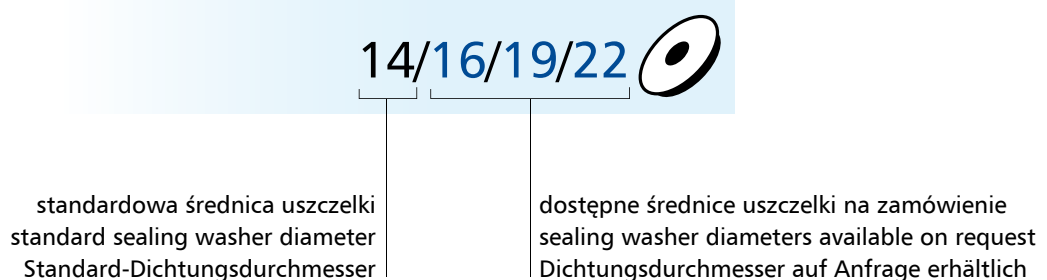 14/16/19/22
standardowa średnica uszczelki
standard sealing washer diameter
Standard-Dichtungsdurchmesser
dostępne średnice uszczelki na zamówienie
sealing washer diameters available on request
Dichtungsdurchmesser auf Anfrage erhältlich